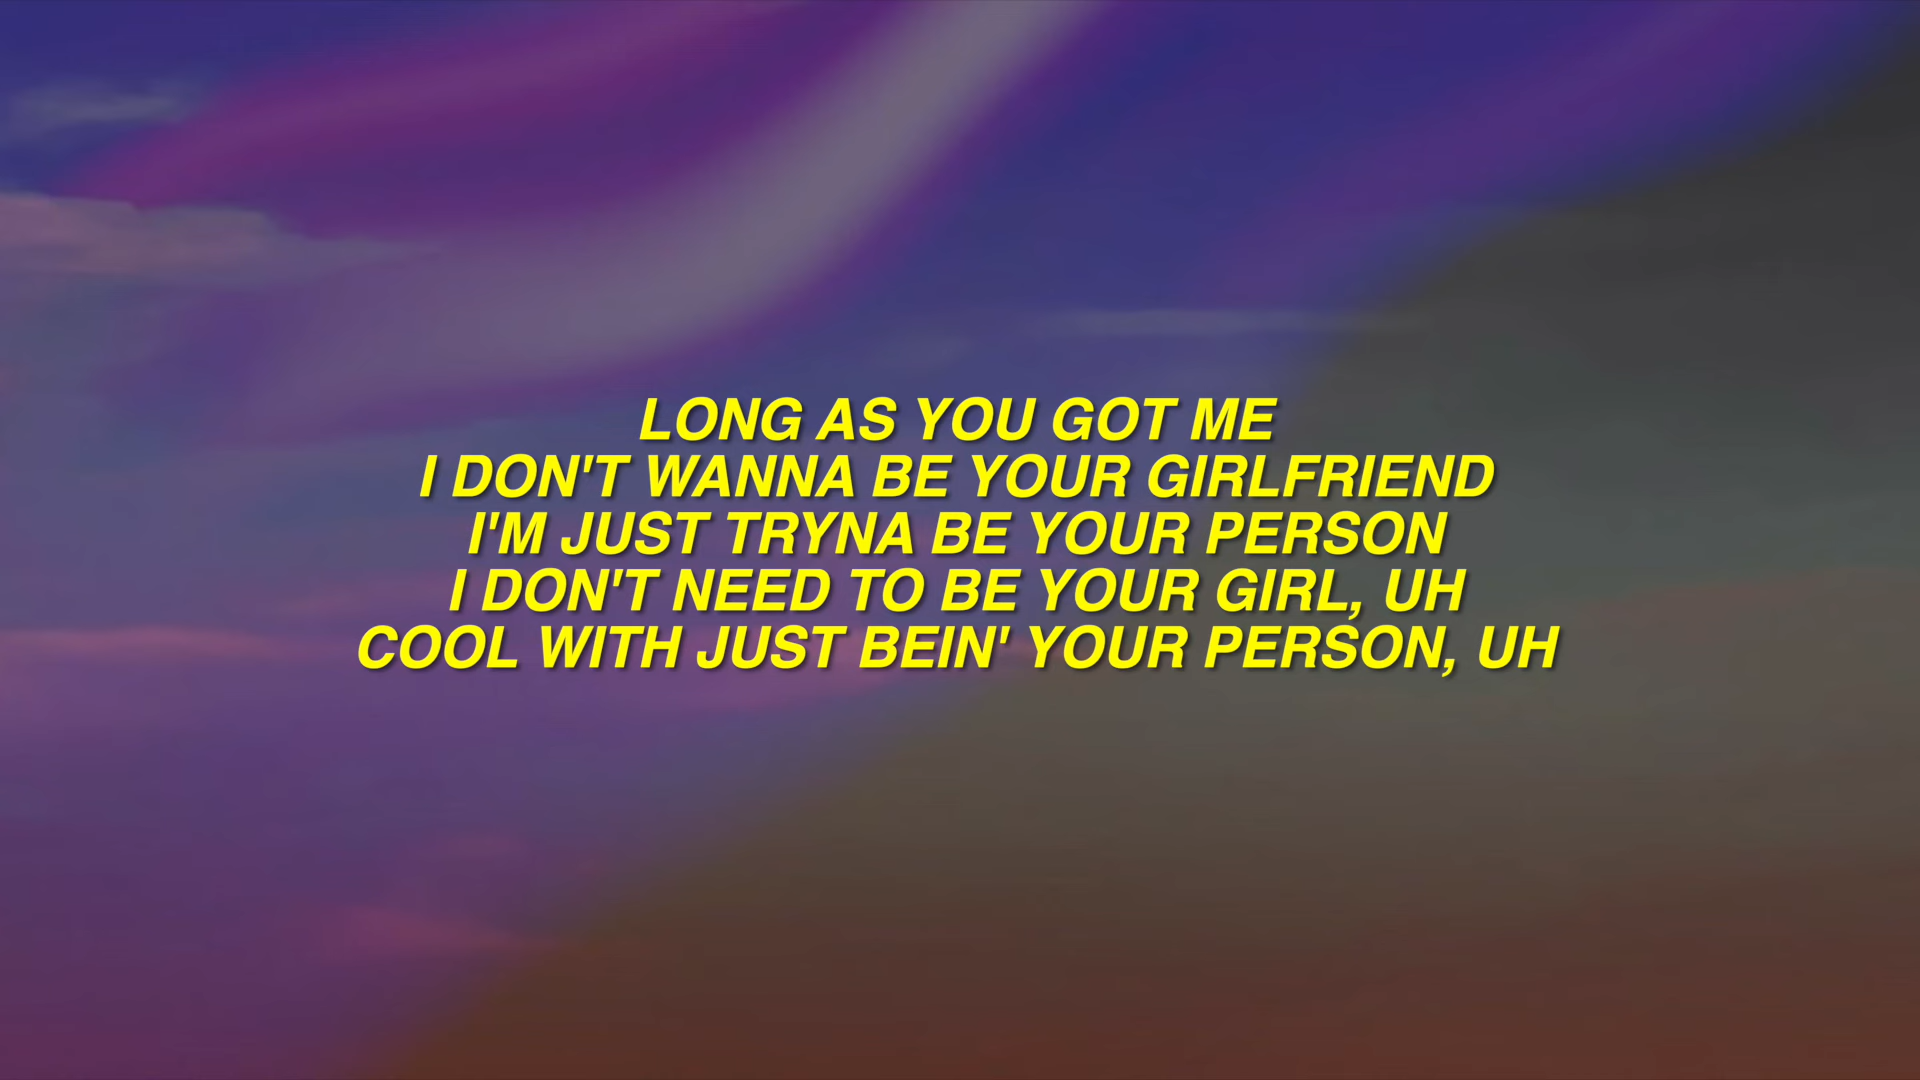 LONG AS YOU GOT ME
I DON'T WANNA BE YOUR GIRLFRIEND
I'M JUST TRYNA BE YOUR PERSON
I DON'T NEED TO BE YOUR GIRL, UH
COOL WITH JUST BEIN' YOUR PERSON, UH